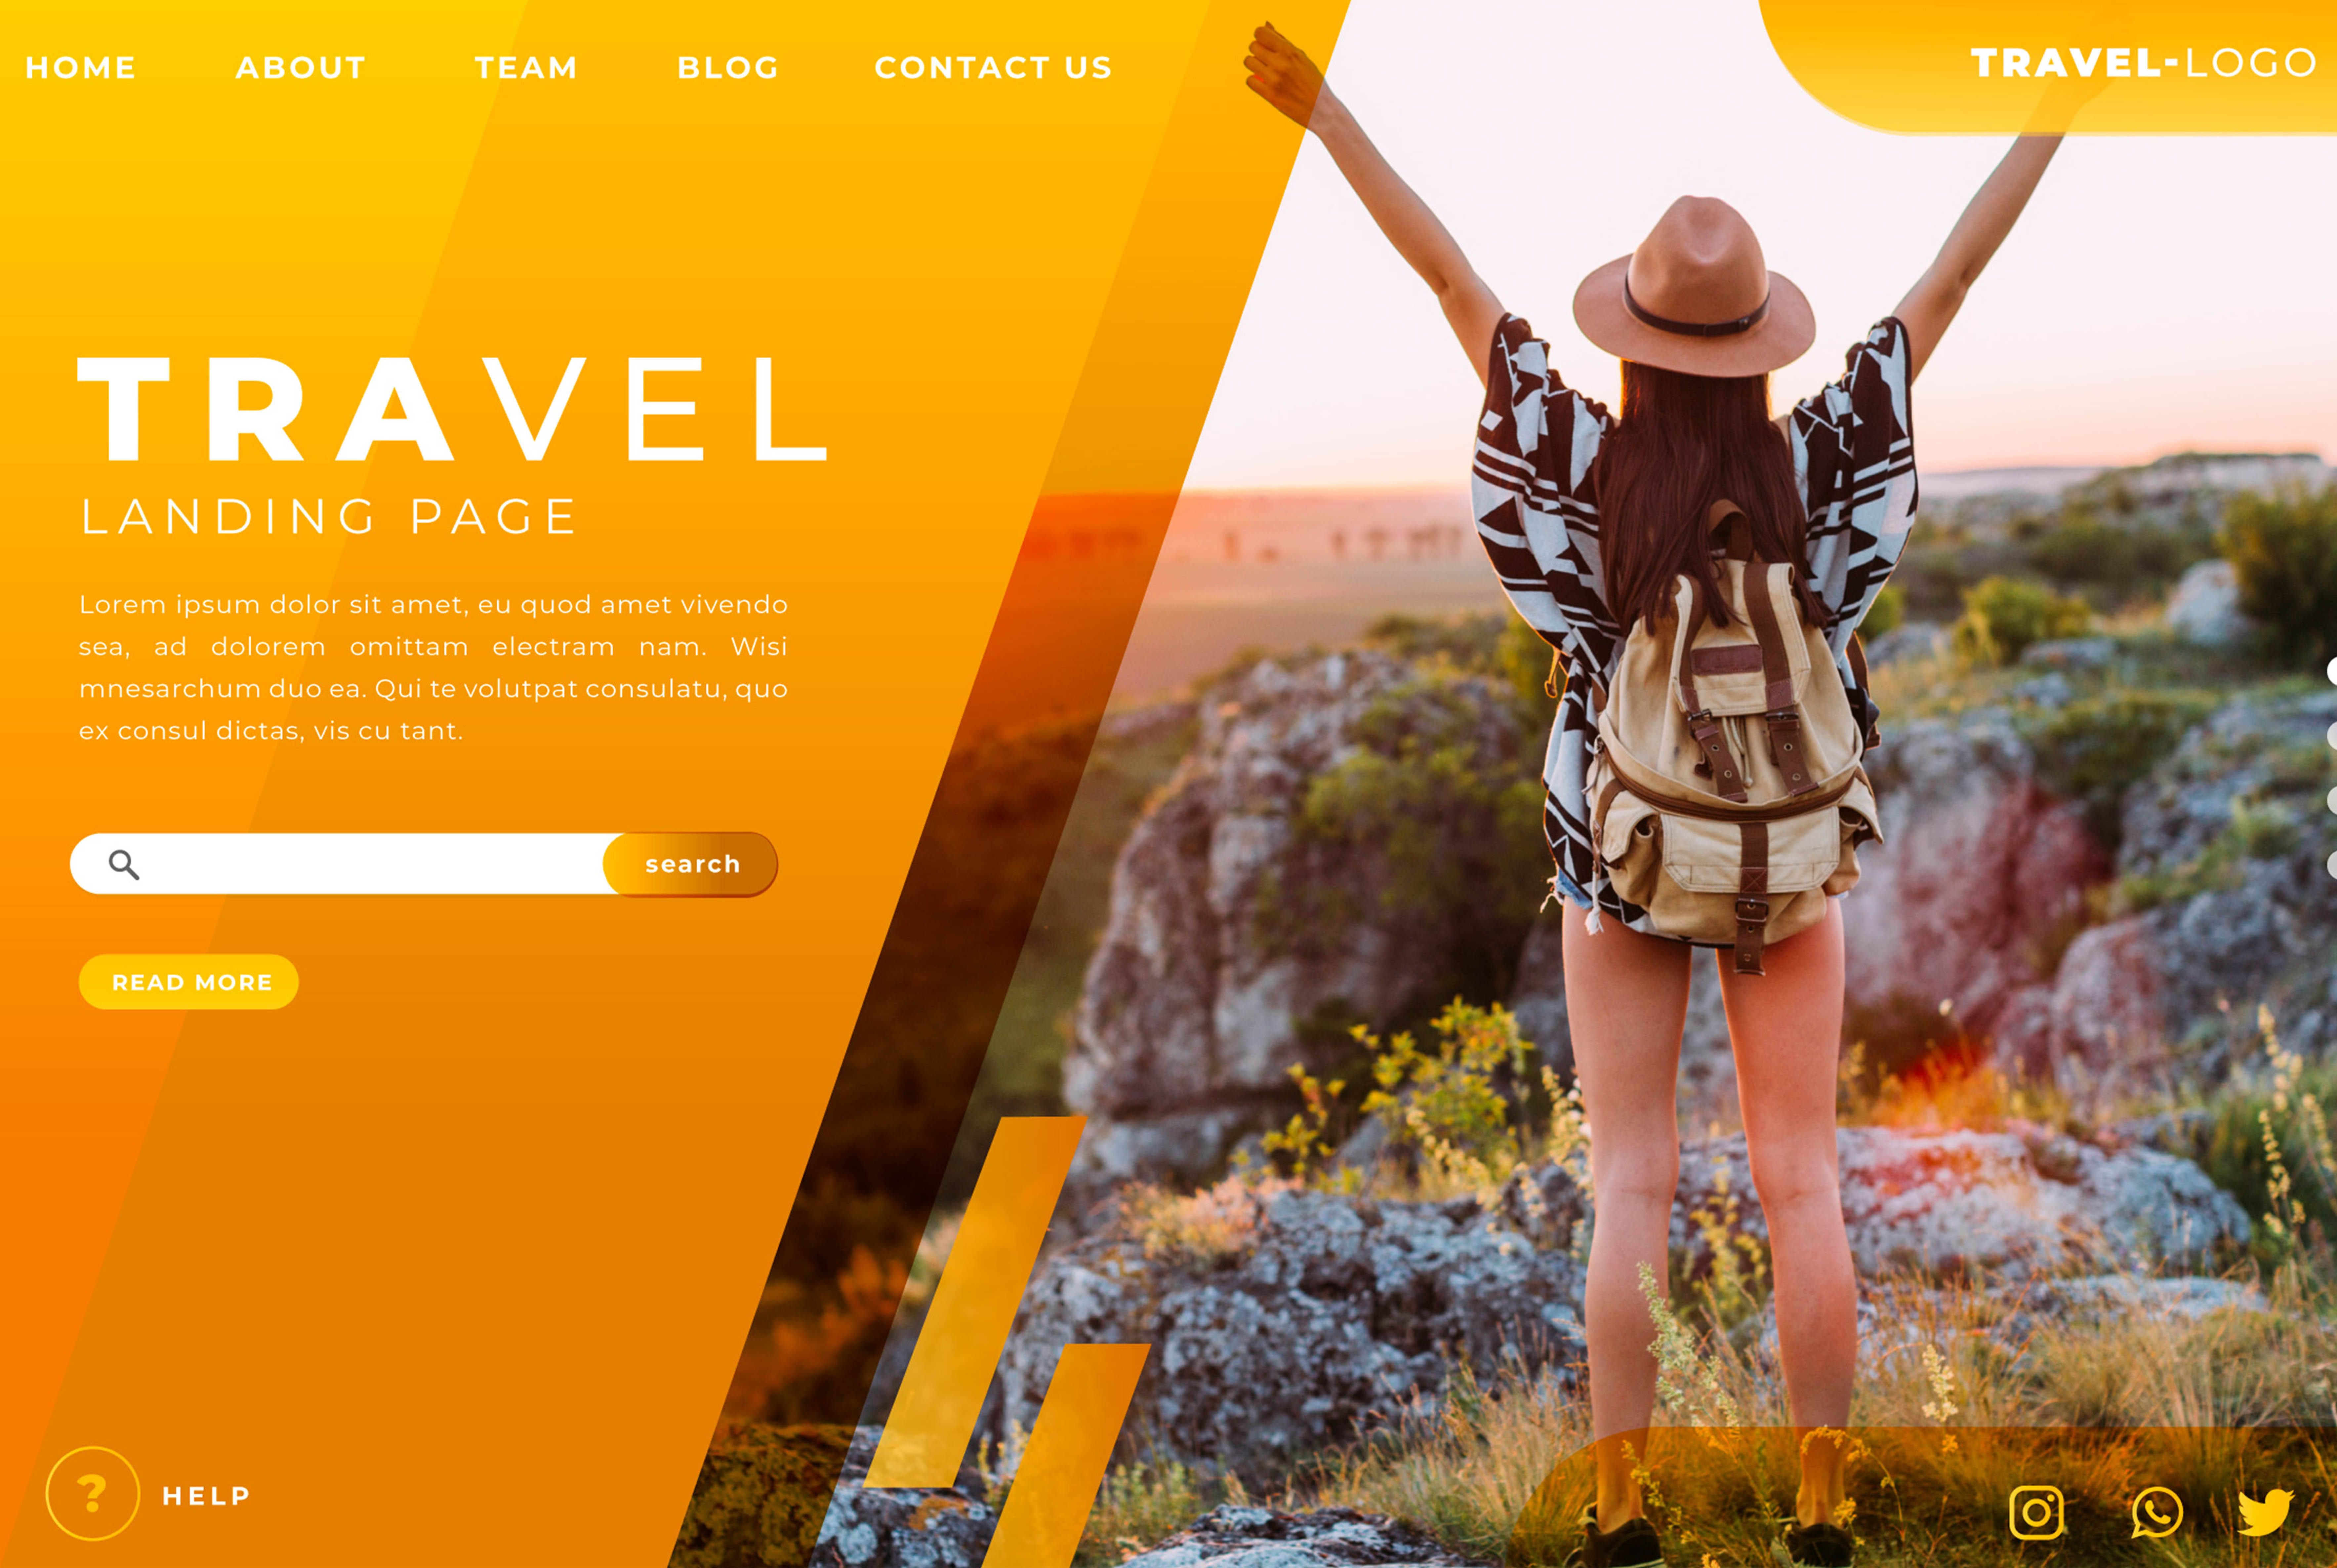 HOME ABOUT TEAM BLOG CONTACT US
TRAVEL-LOGO
TRAVEL
LANDING PAGE
Lorem ipsum dolor sit amet, eu quod amet vivendo
sea, ad dolorem omittam electram nam. Wisi
mnesarchum duo ea. Qui te volutpat consulatu, quo
ex consul dictas, vis cu tant.
search
READ MORE
?
HELP